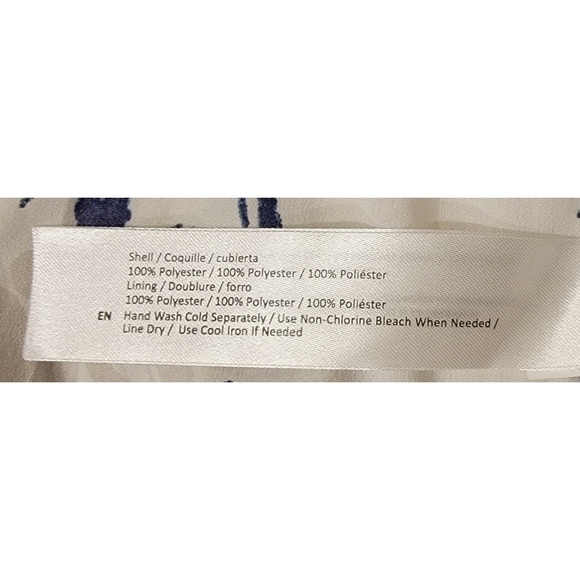 Shell / Coquille / cubierta
100% Polyester / 100% Polyester / 100% Poliéster
Lining / Doublure / forro
100% Polyester / 100% Polyester / 100% Poliéster
EN Hand Wash Cold Separately / Use Non-Chlorine Bleach When Needed /
Line Dry / Use Cool Iron If Needed